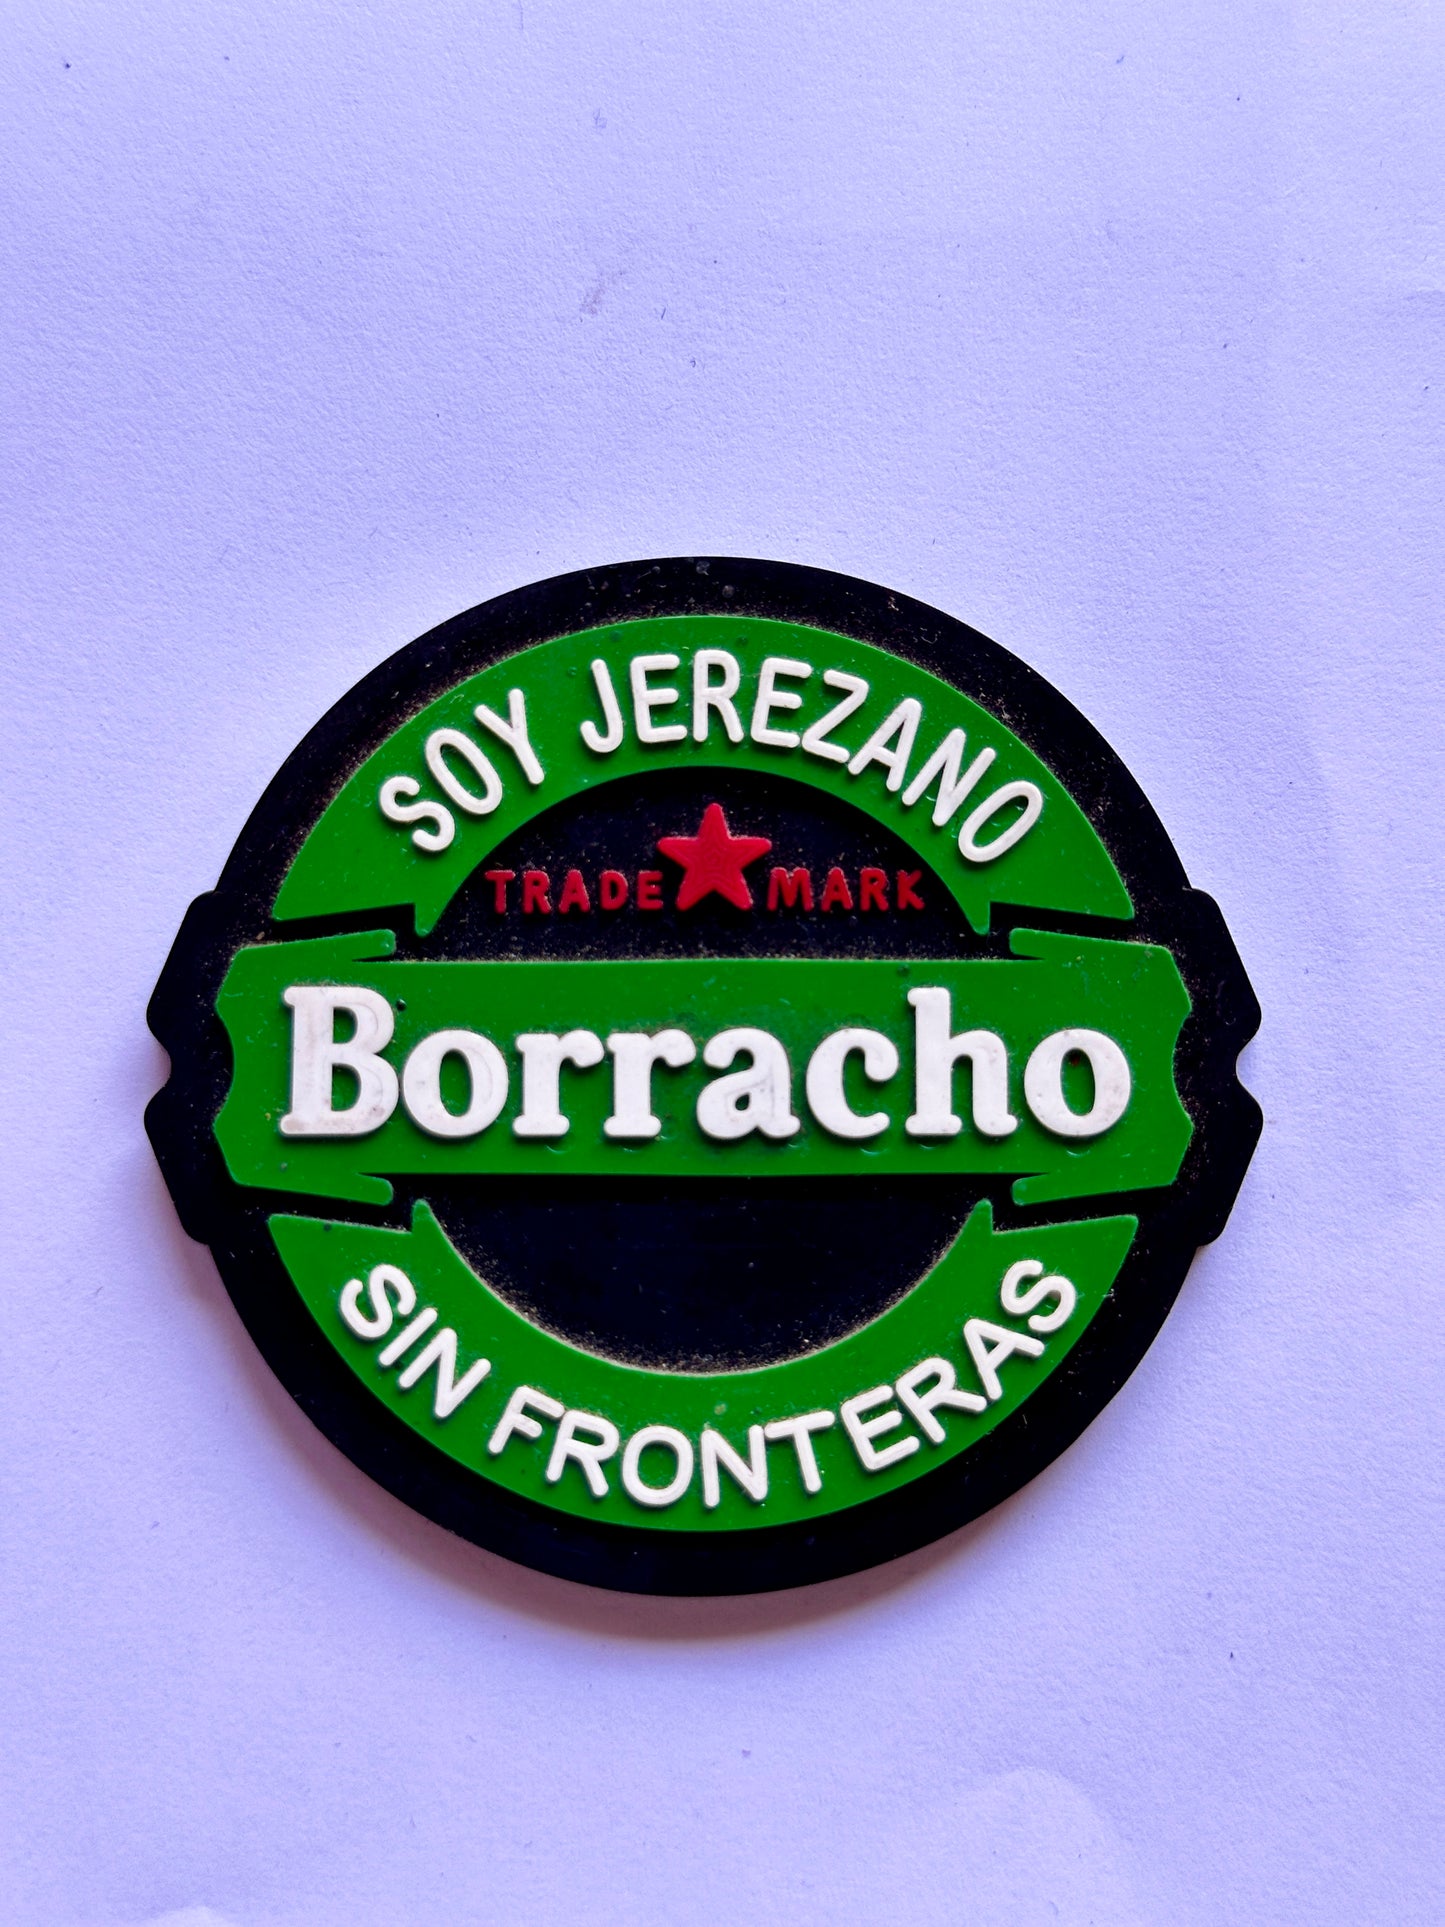 SOY JEREZANO
TRADE MARK
Borracho
SIN FRONTERAS